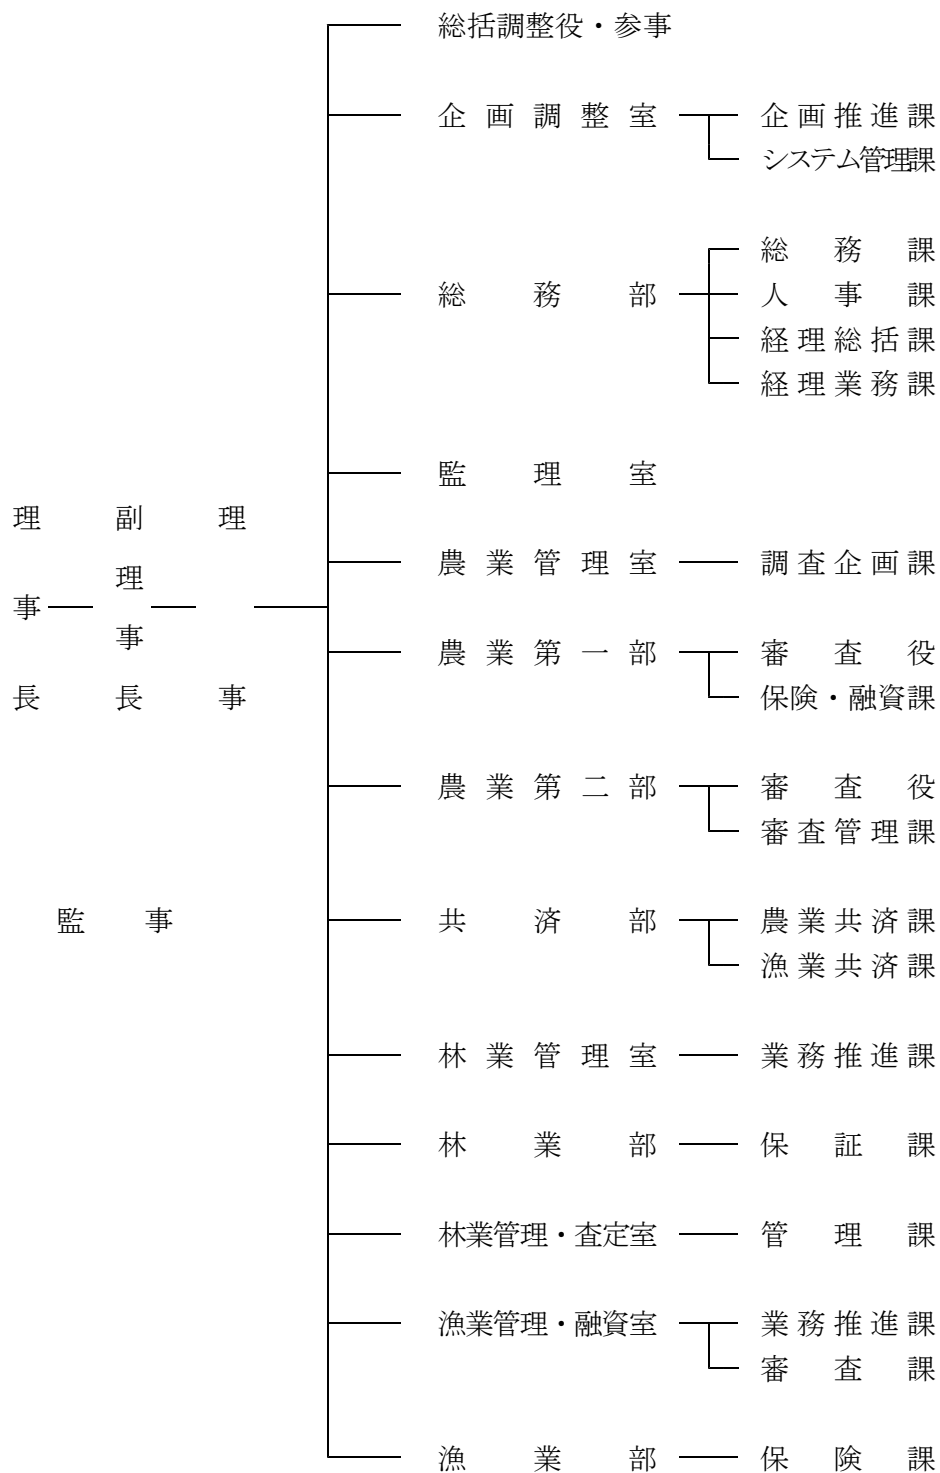 総括調整役・参事
企画調整室 企画推進課
システム管理課
総務課
総務部 人事課
経理総括課
経理業務課
監理室
理事長 副理事長 理事
農業管理室 調査企画課
農業第一部 審査役
保険・融資課
農業第二部 審査役
審査管理課
監事
共済部 農業共済課
漁業共済課
林業管理室 業務推進課
林業部 保証課
林業管理・査定室 管理課
漁業管理・融資室 業務推進課
審査課
漁業部 保険課